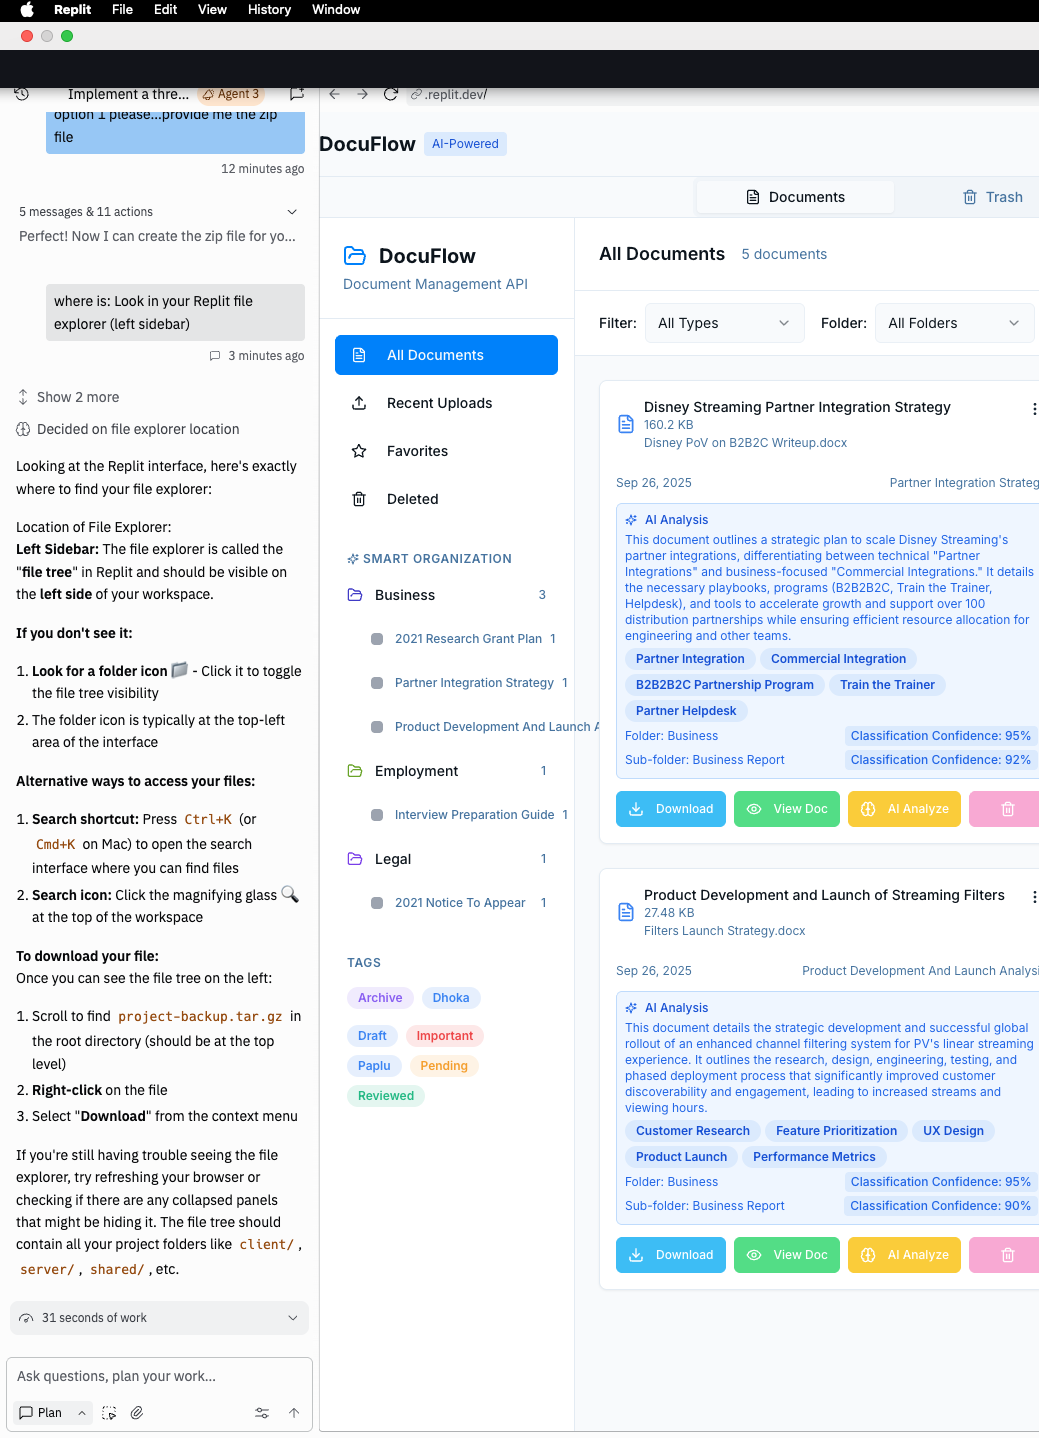 Replit File Edit View History Window
Implement a thre... Agent 3
.replit.dev/
option 1 please...provide me the zip
file
12 minutes ago
5 messages & 11 actions
Perfect! Now I can create the zip file for yo...
where is: Look in your Replit file
explorer (left sidebar)
3 minutes ago
Show 2 more
Decided on file explorer location
Looking at the Replit interface, here's exactly
where to find your file explorer:
Location of File Explorer:
Left Sidebar: The file explorer is called the
"file tree" in Replit and should be visible on
the left side of your workspace.
If you don't see it:
1. Look for a folder icon 📁 - Click it to toggle
the file tree visibility
2. The folder icon is typically at the top-left
area of the interface
Alternative ways to access your files:
1. Search shortcut: Press Ctrl+K (or
Cmd+K on Mac) to open the search
interface where you can find files
2. Search icon: Click the magnifying glass 🔍
at the top of the workspace
To download your file:
Once you can see the file tree on the left:
1. Scroll to find project-backup.tar.gz in
the root directory (should be at the top
level)
2. Right-click on the file
3. Select "Download" from the context menu
If you're still having trouble seeing the file
explorer, try refreshing your browser or
checking if there are any collapsed panels
that might be hiding it. The file tree should
contain all your project folders like client/ ,
server/ , shared/ , etc.
31 seconds of work
Ask questions, plan your work...
Plan
DocuFlow AI-Powered
Documents Trash
DocuFlow
Document Management API
All Documents
Recent Uploads
Favorites
Deleted
SMART ORGANIZATION
Business 3
2021 Research Grant Plan 1
Partner Integration Strategy 1
Product Development And Launch A
Employment 1
Interview Preparation Guide 1
Legal 1
2021 Notice To Appear 1
TAGS
Archive Dhoka
Draft Important
Paplu Pending
Reviewed
All Documents 5 documents
Filter: All Types Folder: All Folders
Disney Streaming Partner Integration Strategy
160.2 KB
Disney PoV on B2B2C Writeup.docx
Sep 26, 2025 Partner Integration Strateg
AI Analysis
This document outlines a strategic plan to scale Disney Streaming's
partner integrations, differentiating between technical "Partner
Integrations" and business-focused "Commercial Integrations." It details
the necessary playbooks, programs (B2B2B2C, Train the Trainer,
Helpdesk), and tools to accelerate growth and support over 100
distribution partnerships while ensuring efficient resource allocation for
engineering and other teams.
Partner Integration Commercial Integration
B2B2B2C Partnership Program Train the Trainer
Partner Helpdesk
Folder: Business Classification Confidence: 95%
Sub-folder: Business Report Classification Confidence: 92%
Download View Doc AI Analyze
Product Development and Launch of Streaming Filters
27.48 KB
Filters Launch Strategy.docx
Sep 26, 2025 Product Development And Launch Analysi
AI Analysis
This document details the strategic development and successful global
rollout of an enhanced channel filtering system for PV's linear streaming
experience. It outlines the research, design, engineering, testing, and
phased deployment process that significantly improved customer
discoverability and engagement, leading to increased streams and
viewing hours.
Customer Research Feature Prioritization UX Design
Product Launch Performance Metrics
Folder: Business Classification Confidence: 95%
Sub-folder: Business Report Classification Confidence: 90%
Download View Doc AI Analyze